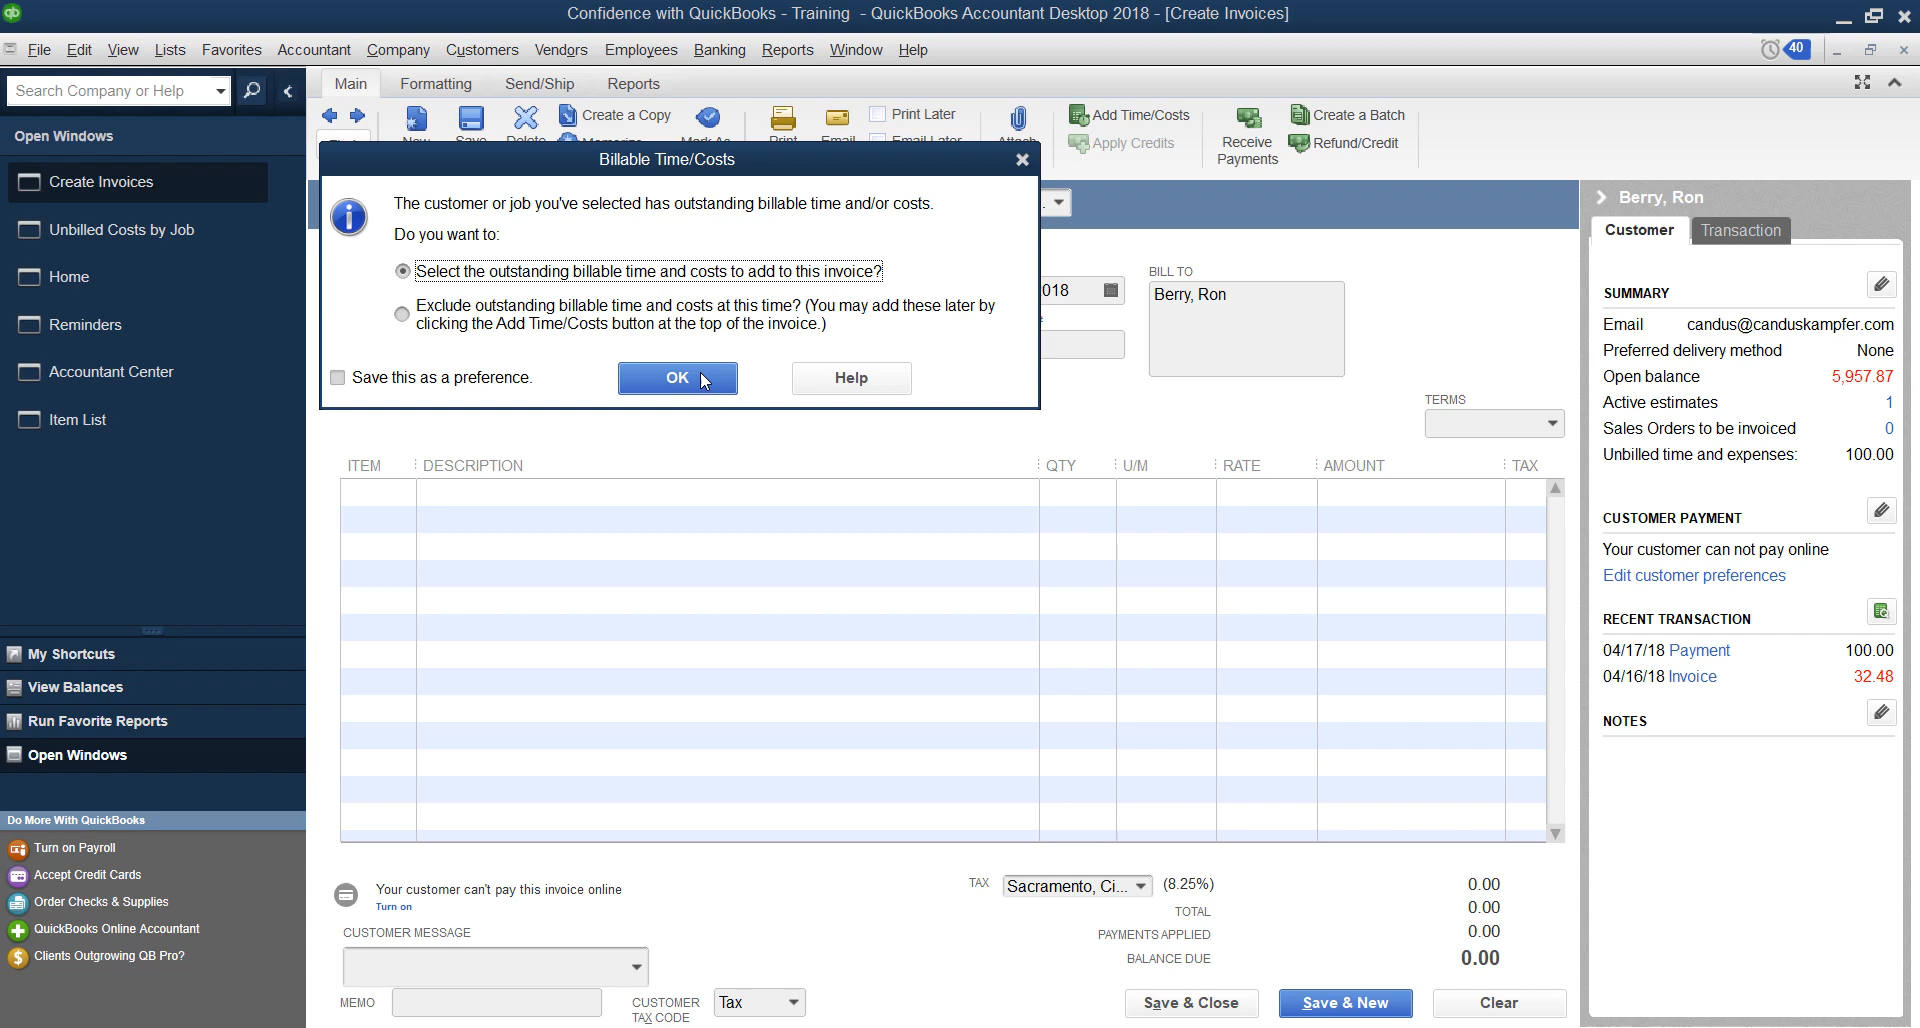 Confidence with QuickBooks - Training - QuickBooks Accountant Desktop 2018 - [Create Invoices]
File Edit View Lists Favorites Accountant Company Customers Vendors Employees Banking Reports Window Help
40
Search Company or Help
Main Formatting Send/Ship Reports
Create a Copy
Print Later
Add Time/Costs
Create a Batch
New Save Delete Memorize Mark As Print Email Email Later Attach
Apply Credits
Receive Payments
Refund/Credit
Open Windows
Create Invoices
Unbilled Costs by Job
Home
Reminders
Accountant Center
Item List
My Shortcuts
View Balances
Run Favorite Reports
Open Windows
Do More With QuickBooks
Turn on Payroll
Accept Credit Cards
Order Checks & Supplies
QuickBooks Online Accountant
Clients Outgrowing QB Pro?
Billable Time/Costs
The customer or job you've selected has outstanding billable time and/or costs.
Do you want to:
Select the outstanding billable time and costs to add to this invoice?
Exclude outstanding billable time and costs at this time? (You may add these later by
clicking the Add Time/Costs button at the top of the invoice.)
Save this as a preference.
OK
Help
018
BILL TO
Berry, Ron
TERMS
ITEM DESCRIPTION QTY U/M RATE AMOUNT TAX
Your customer can't pay this invoice online
Turn on
CUSTOMER MESSAGE
MEMO
CUSTOMER
TAX CODE
Tax
TAX Sacramento, Ci... (8.25%) 0.00
TOTAL 0.00
PAYMENTS APPLIED 0.00
BALANCE DUE 0.00
Save & Close
Save & New
Clear
Berry, Ron
Customer Transaction
SUMMARY
Email candus@canduskampfer.com
Preferred delivery method None
Open balance 5,957.87
Active estimates 1
Sales Orders to be invoiced 0
Unbilled time and expenses: 100.00
CUSTOMER PAYMENT
Your customer can not pay online
Edit customer preferences
RECENT TRANSACTION
04/17/18 Payment 100.00
04/16/18 Invoice 32.48
NOTES